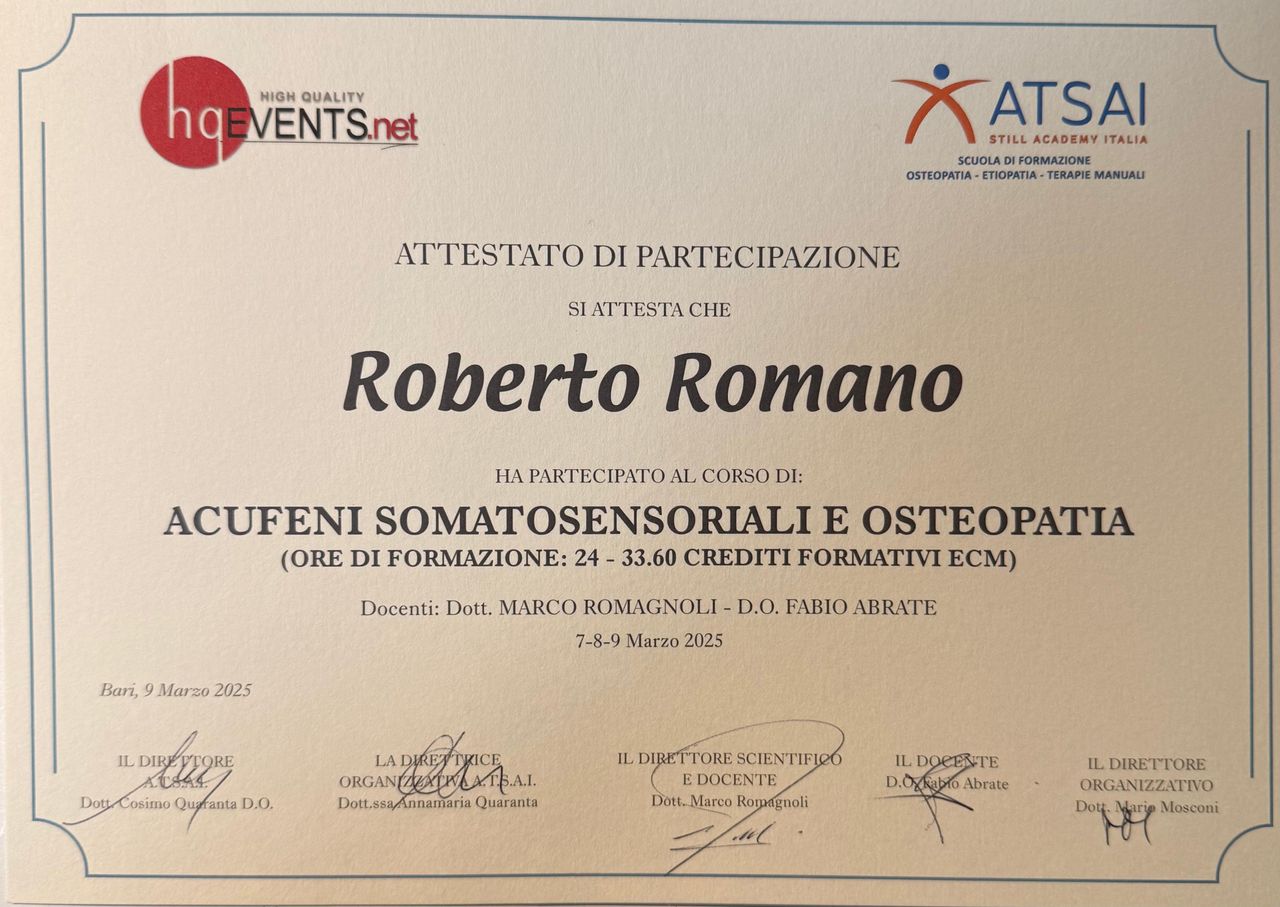 HIGH QUALITY
hqEVENTS.net
ATSAI
STILL ACADEMY ITALIA
SCUOLA DI FORMAZIONE
OSTEOPATIA - ETIOPATIA - TERAPIE MANUALI
ATTESTATO DI PARTECIPAZIONE
SI ATTESTA CHE
Roberto Romano
HA PARTECIPATO AL CORSO DI:
ACUFENI SOMATOSENSORIALI E OSTEOPATIA
(ORE DI FORMAZIONE: 24 - 33.60 CREDITI FORMATIVI ECM)
Docenti: Dott. MARCO ROMAGNOLI - D.O. FABIO ABRATE
7-8-9 Marzo 2025
Bari, 9 Marzo 2025
IL DIRETTORE
A.T.S.A.I.
Dott. Cosimo Quaranta D.O.
LA DIRETTRICE
ORGANIZZATIVA A.T.S.A.I.
Dott.ssa Annamaria Quaranta
IL DIRETTORE SCIENTIFICO
E DOCENTE
Dott. Marco Romagnoli
IL DOCENTE
D.O. Fabio Abrate
IL DIRETTORE
ORGANIZZATIVO
Dott. Mario Mosconi